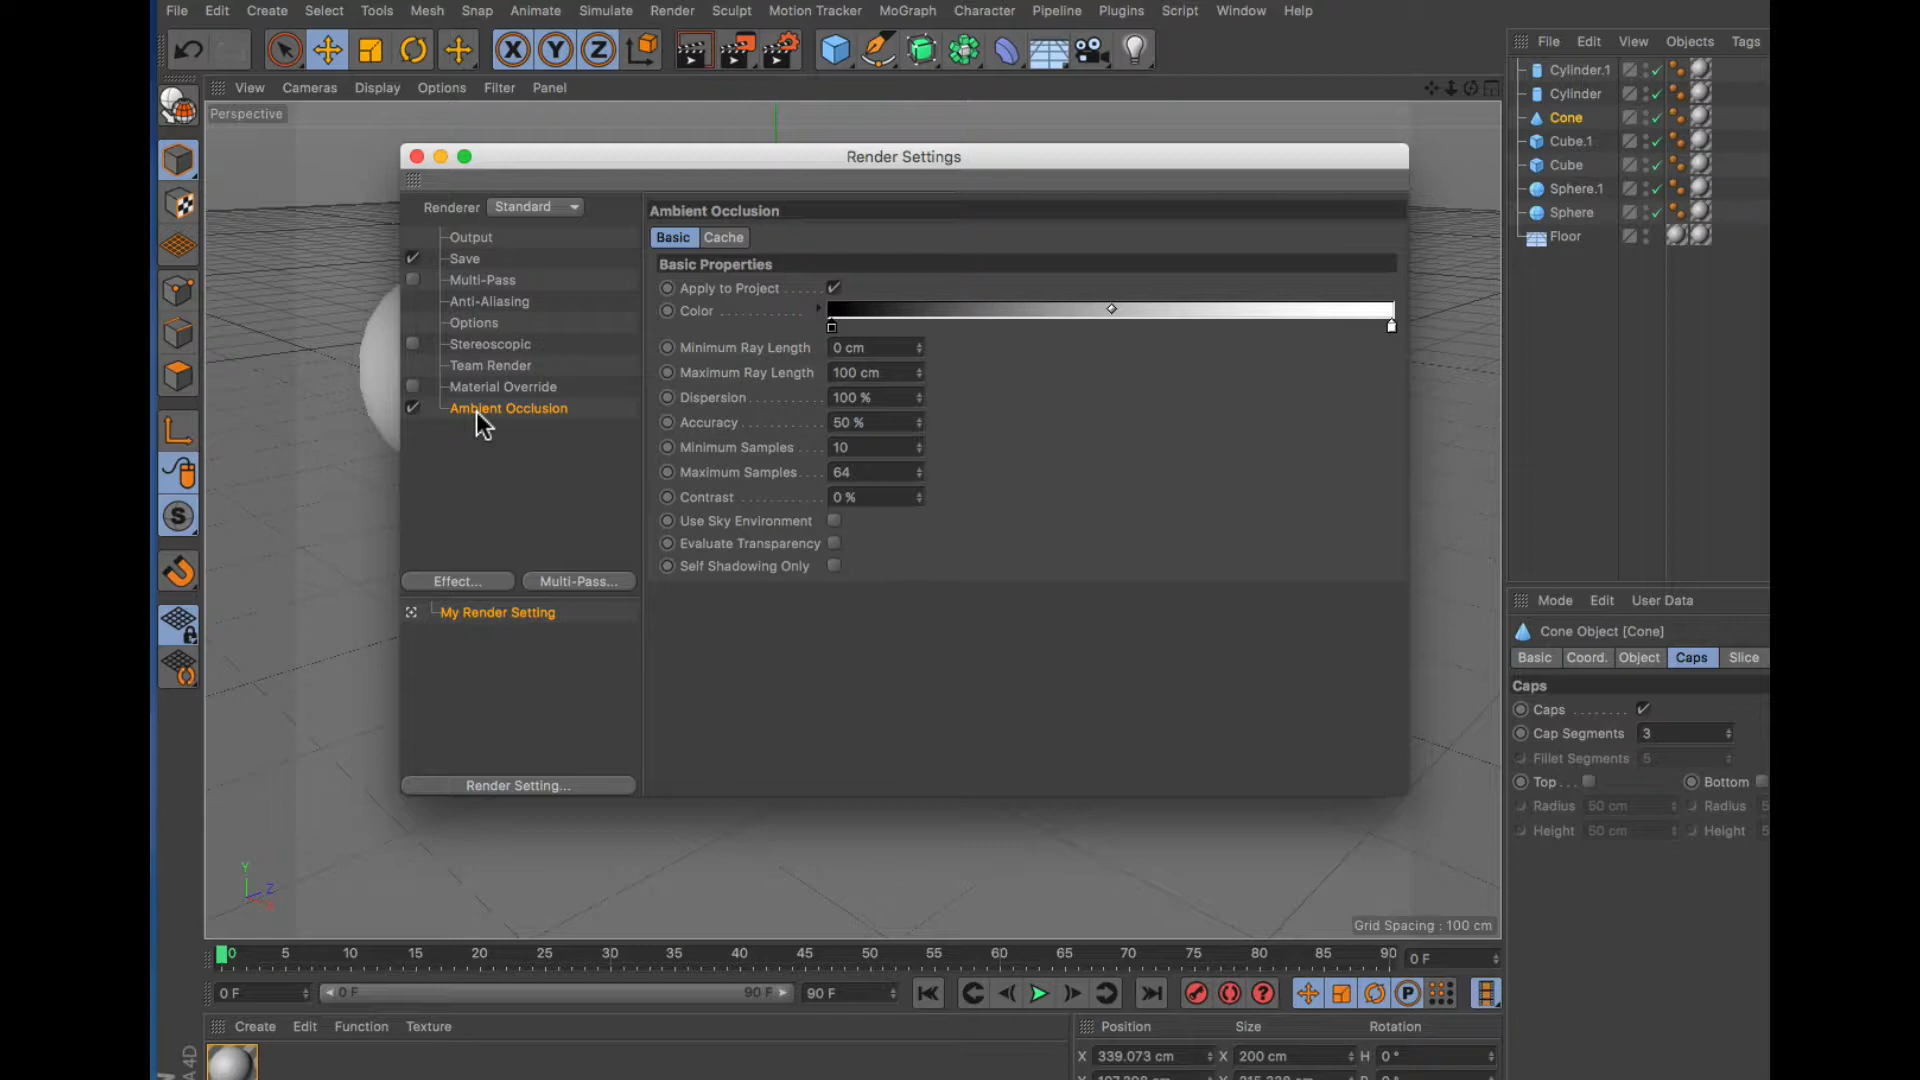 File Edit Create Select Tools Mesh Snap Animate Simulate Render Sculpt Motion Tracker MoGraph Character Pipeline Plugins Script Window Help
File Edit View Objects Tags
View Cameras Display Options Filter Panel
Perspective
Cylinder.1
Cylinder
Cone
Cube.1
Cube
Sphere.1
Sphere
Floor
Render Settings
Renderer Standard
Output
Save
Multi-Pass
Anti-Aliasing
Options
Stereoscopic
Team Render
Material Override
Ambient Occlusion
Effect... Multi-Pass...
My Render Setting
Render Setting...
Ambient Occlusion
Basic Cache
Basic Properties
Apply to Project
Color
Minimum Ray Length 0 cm
Maximum Ray Length 100 cm
Dispersion 100 %
Accuracy 50 %
Minimum Samples 10
Maximum Samples 64
Contrast 0 %
Use Sky Environment
Evaluate Transparency
Self Shadowing Only
Mode Edit User Data
Cone Object [Cone]
Basic Coord. Object Caps Slice
Caps
Caps
Cap Segments 3
Fillet Segments 5
Top Bottom
Radius 50 cm Radius 5
Height 50 cm Height 5
Y
Z
X
Grid Spacing : 100 cm
0 5 10 15 20 25 30 35 40 45 50 55 60 65 70 75 80 85 90 0 F
0 F 0 F 90 F 90 F
Create Edit Function Texture
Position Size Rotation
X 339.073 cm X 200 cm H 0 °
A 4D